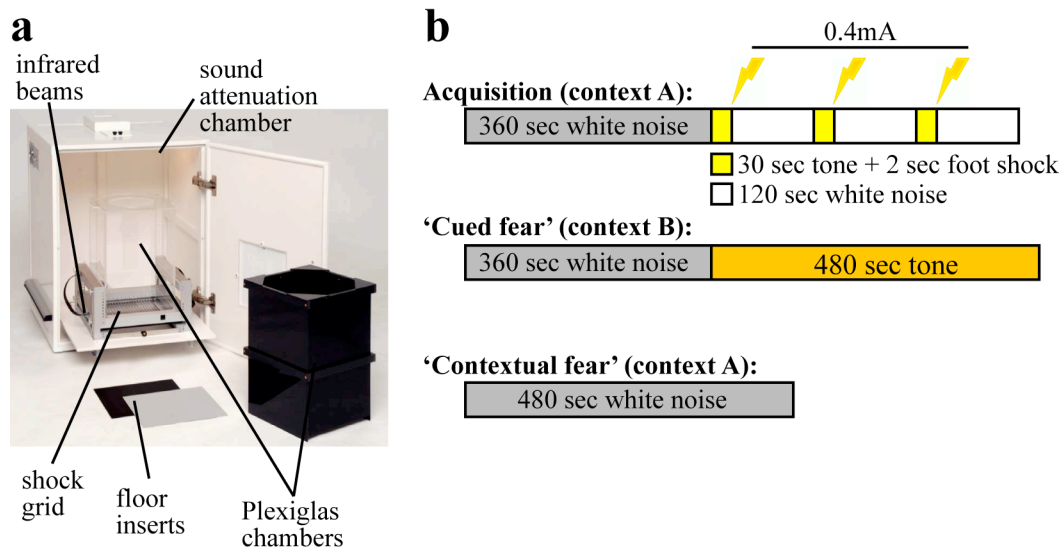 a
infrared
beams
sound
attenuation
chamber
shock
grid
floor
inserts
Plexiglas
chambers
b
0.4mA
Acquisition (context A):
360 sec white noise
30 sec tone + 2 sec foot shock
120 sec white noise
‘Cued fear’ (context B):
360 sec white noise
480 sec tone
‘Contextual fear’ (context A):
480 sec white noise